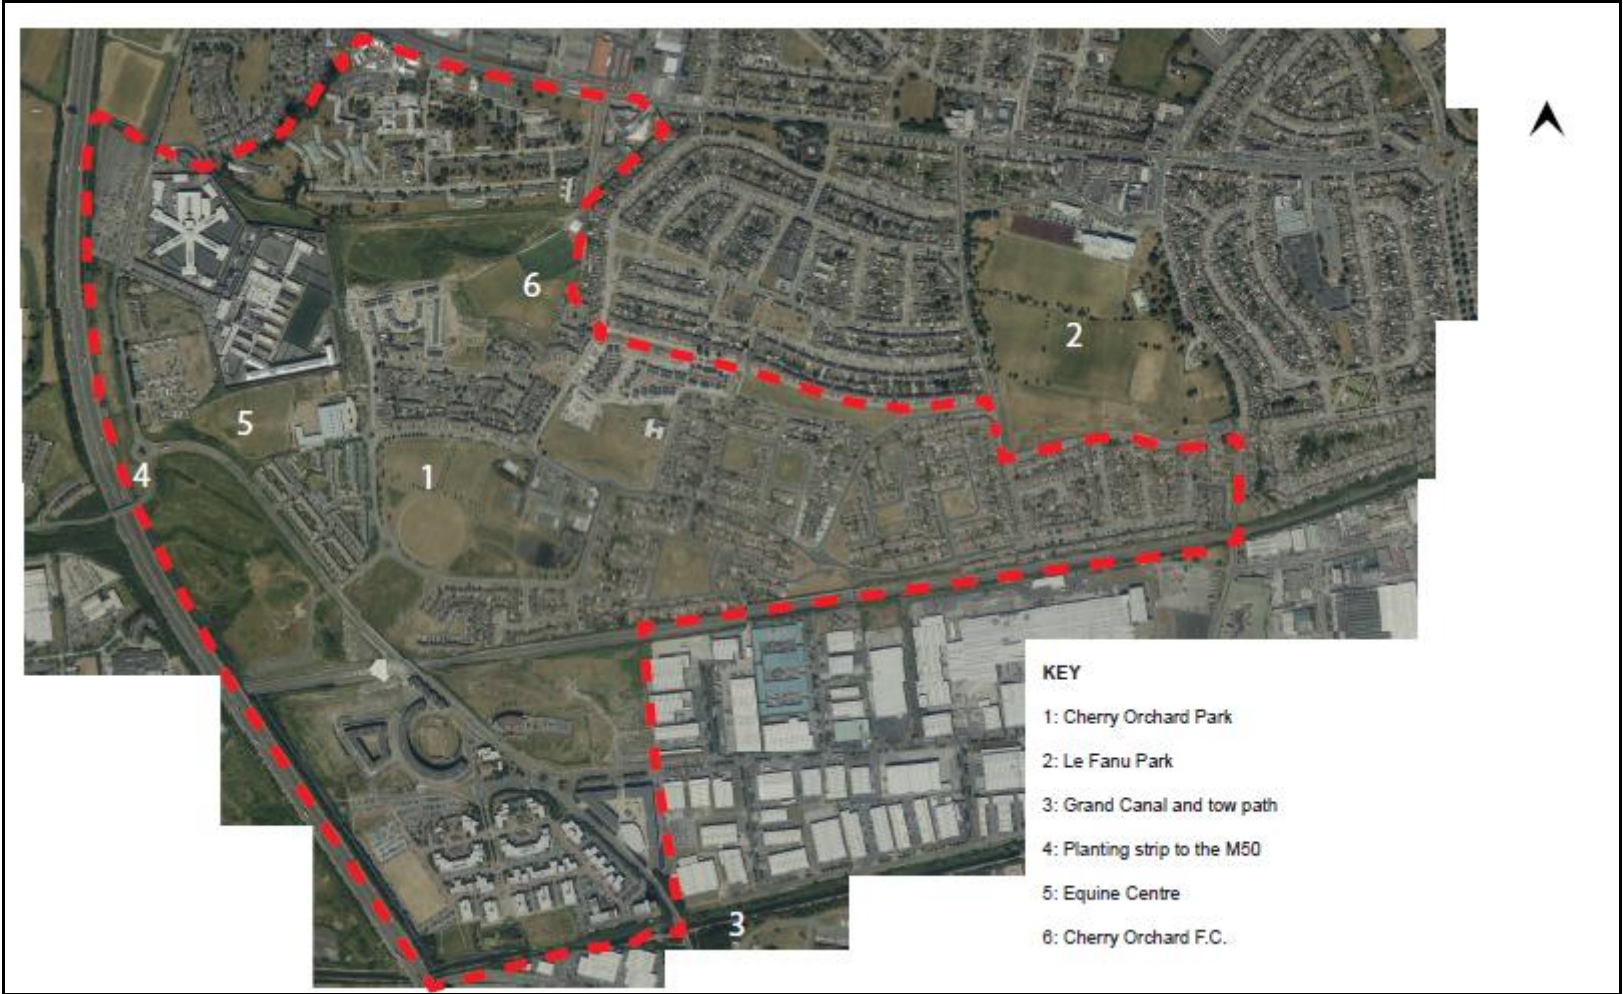 6
2
5
1
4
3
KEY
1: Cherry Orchard Park
2: Le Fanu Park
3: Grand Canal and tow path
4: Planting strip to the M50
5: Equine Centre
6: Cherry Orchard F.C.